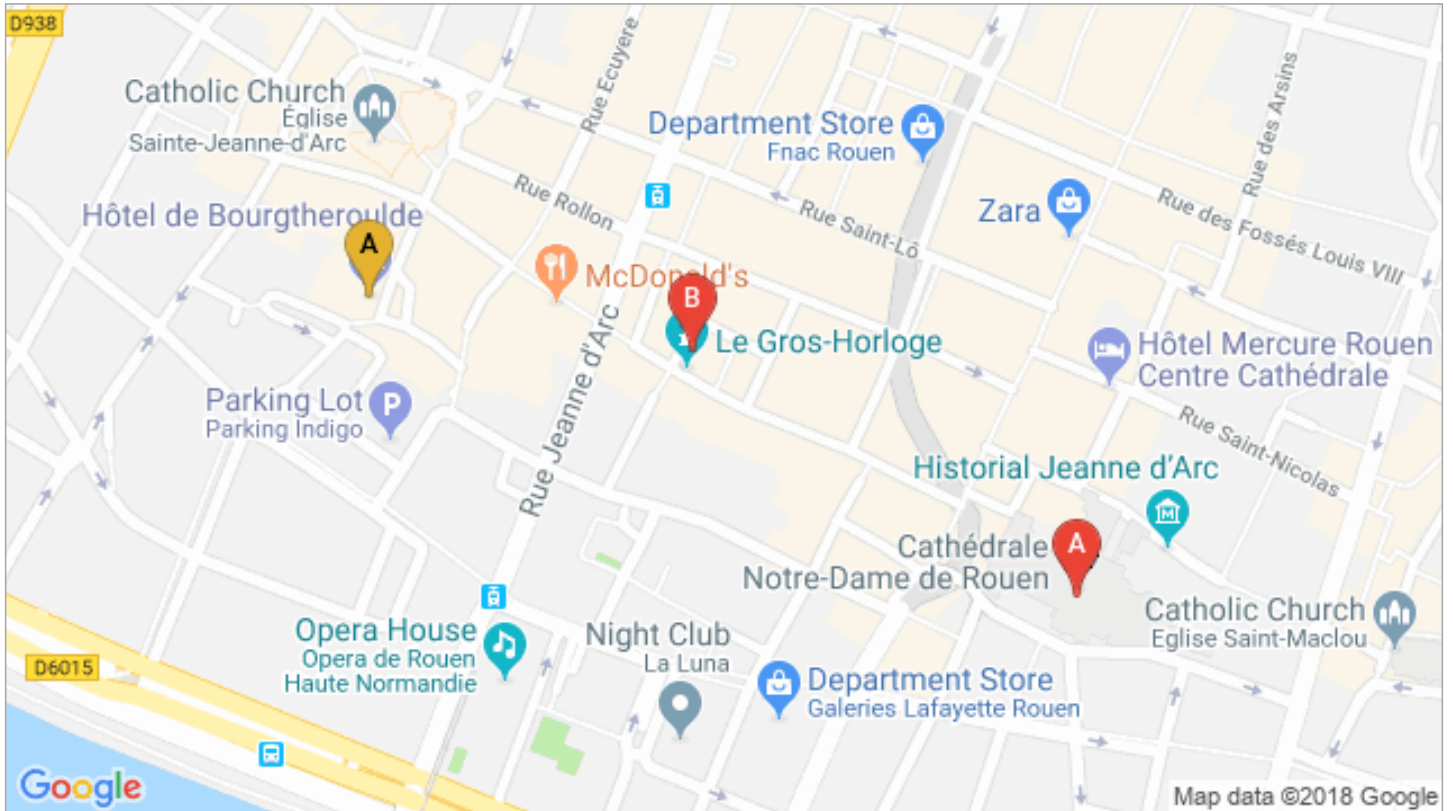 D938
Rue Ecuyere
Catholic Church
Église
Sainte-Jeanne-d'Arc
Department Store
Fnac Rouen
Rue des Arsins
Rue Rollon
Rue Saint-Lô
Zara
Rue des Fossés Louis VIII
Hôtel de Bourgtheroulde
A
McDonald's
B
Le Gros-Horloge
Hôtel Mercure Rouen
Centre Cathédrale
Parking Lot
Parking Indigo
P
Rue Jeanne d'Arc
Rue Saint-Nicolas
Historial Jeanne d'Arc
M
Cathédrale
Notre-Dame de Rouen
A
Catholic Church
Eglise Saint-Maclou
Opera House
Opera de Rouen
Haute Normandie
Night Club
La Luna
Department Store
Galeries Lafayette Rouen
D6015
Google
Map data ©2018 Google